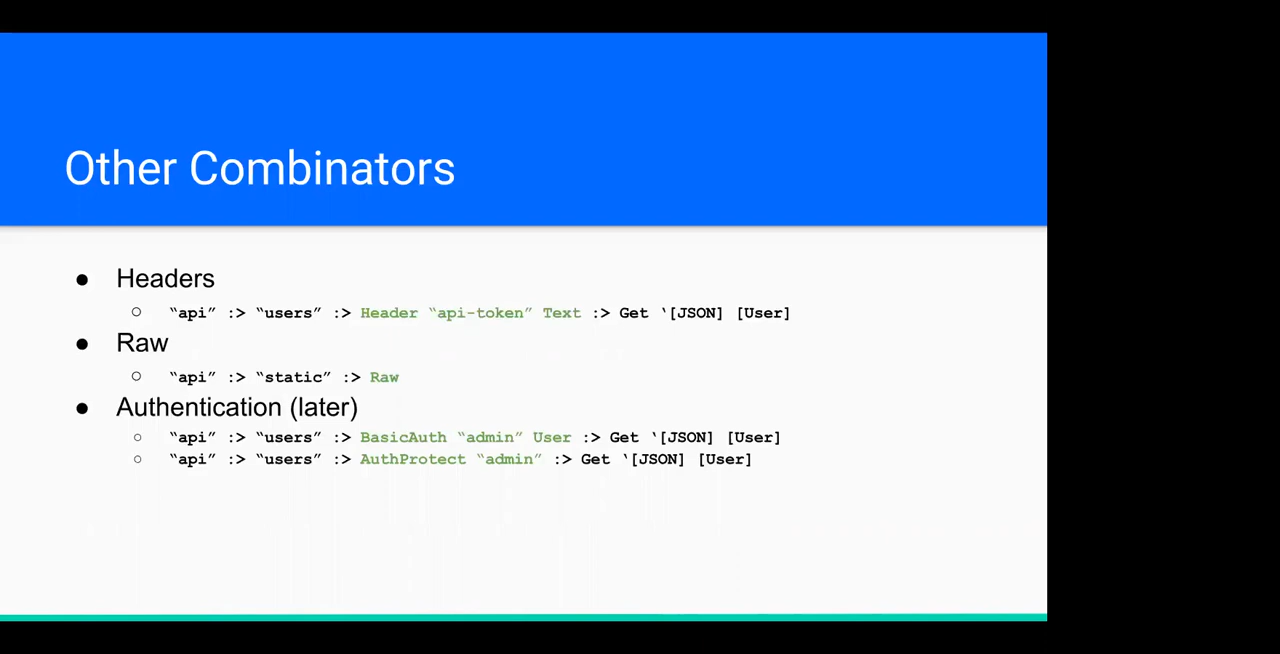 Other Combinators
● Headers
○ “api” :> “users” :> Header “api-token” Text :> Get ‘[JSON] [User]
● Raw
○ “api” :> “static” :> Raw
● Authentication (later)
○ “api” :> “users” :> BasicAuth “admin” User :> Get ‘[JSON] [User]
○ “api” :> “users” :> AuthProtect “admin” :> Get ‘[JSON] [User]